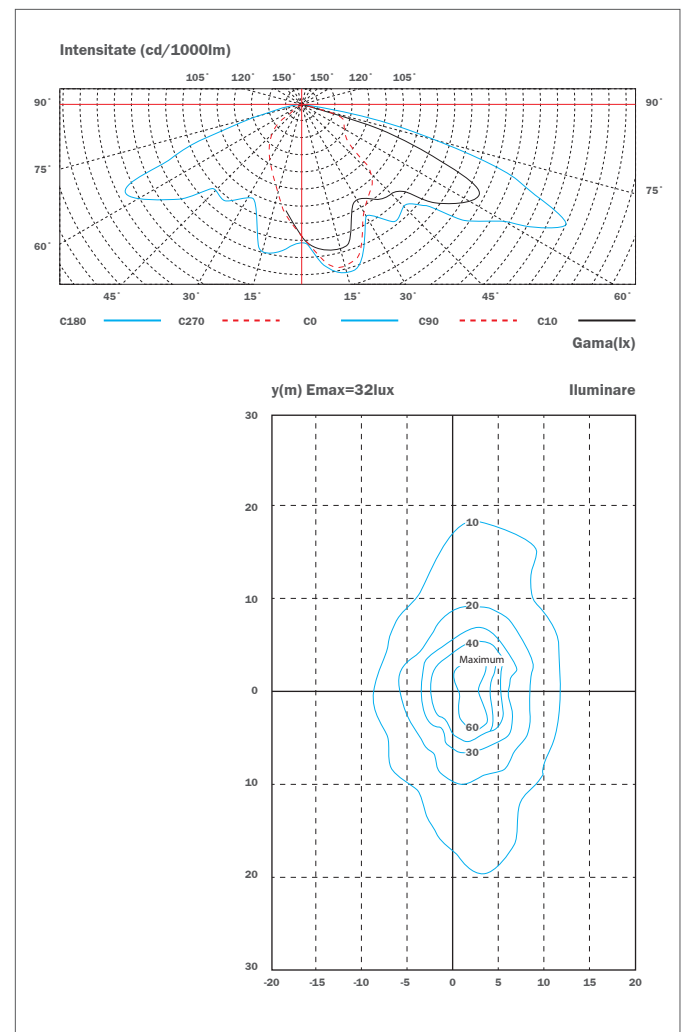 Intensitate (cd/1000lm)
105° 120° 150° 150° 120° 105°
90° 90°
75° 75°
60°
45° 30° 15° 15° 30° 45° 60°
C180 C270 C0 C90 C10
Gama(lx)
y(m) Emax=32lux Iluminare
30
20
10
0
10
20
30
10
20
40
Maximum
60
30
-20 -15 -10 -5 0 5 10 15 20